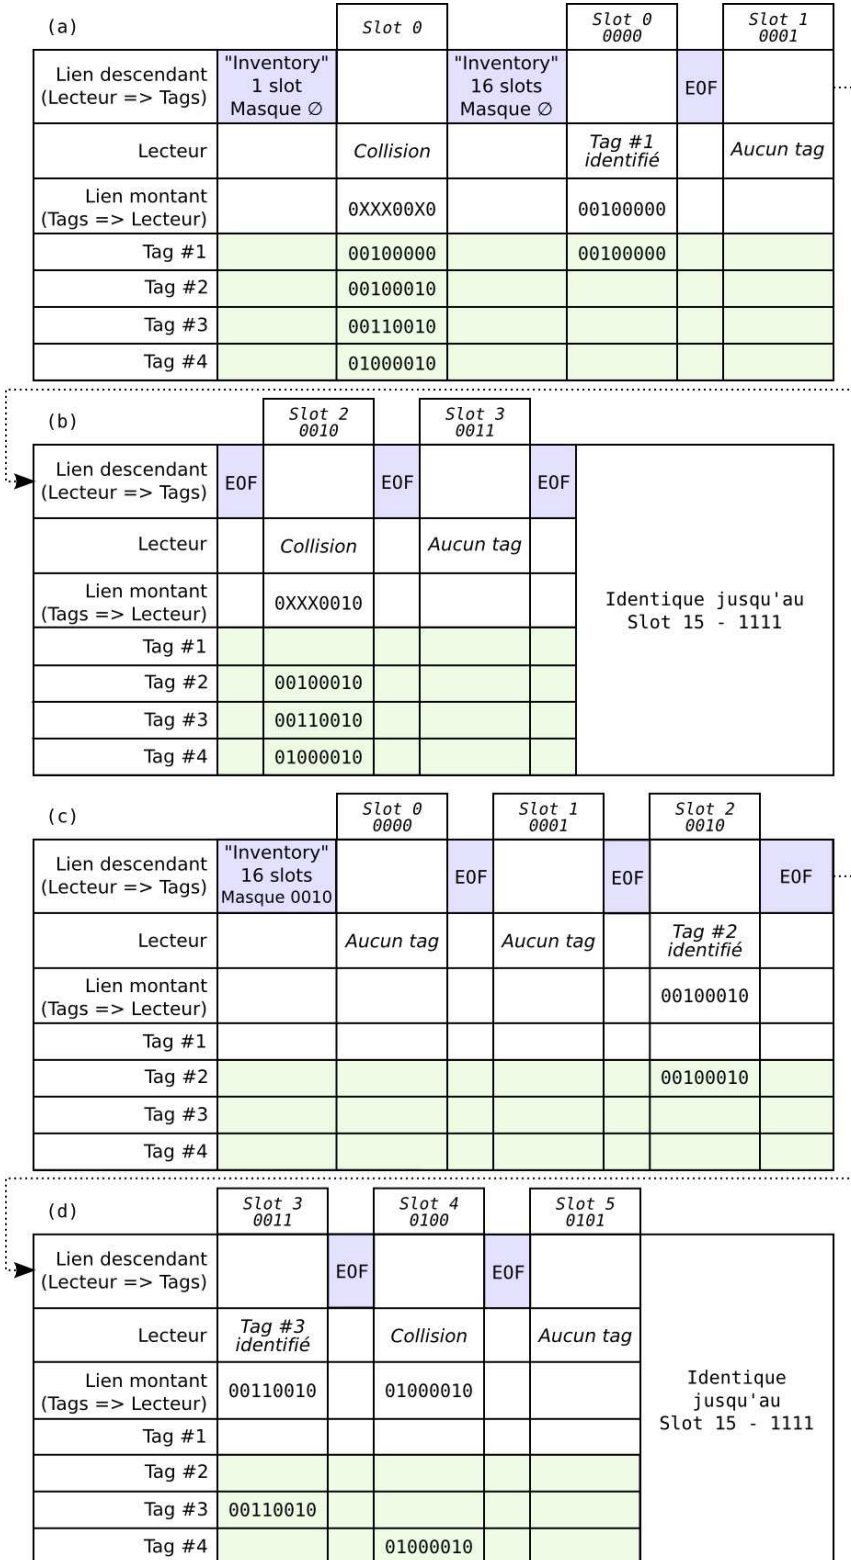 (a)
Slot 0
Slot 0
0000
Slot 1
0001
Lien descendant
(Lecteur => Tags)
"Inventory"
1 slot
Masque ∅
"Inventory"
16 slots
Masque ∅
EOF
Lecteur
Collision
Tag #1
identifié
Aucun tag
Lien montant
(Tags => Lecteur)
0XXX00X0
00100000
Tag #1
00100000
00100000
Tag #2
00100010
Tag #3
00110010
Tag #4
01000010
(b)
Slot 2
0010
Slot 3
0011
Lien descendant
(Lecteur => Tags)
EOF
EOF
EOF
Lecteur
Collision
Aucun tag
Lien montant
(Tags => Lecteur)
0XXX0010
Identique jusqu'au
Slot 15 - 1111
Tag #1
Tag #2
00100010
Tag #3
00110010
Tag #4
01000010
(c)
Slot 0
0000
Slot 1
0001
Slot 2
0010
Lien descendant
(Lecteur => Tags)
"Inventory"
16 slots
Masque 0010
EOF
EOF
EOF
Lecteur
Aucun tag
Aucun tag
Tag #2
identifié
Lien montant
(Tags => Lecteur)
00100010
Tag #1
Tag #2
00100010
Tag #3
Tag #4
(d)
Slot 3
0011
Slot 4
0100
Slot 5
0101
Lien descendant
(Lecteur => Tags)
EOF
EOF
Lecteur
Tag #3
identifié
Collision
Aucun tag
Lien montant
(Tags => Lecteur)
00110010
01000010
Identique
jusqu'au
Slot 15 - 1111
Tag #1
Tag #2
Tag #3
00110010
Tag #4
01000010